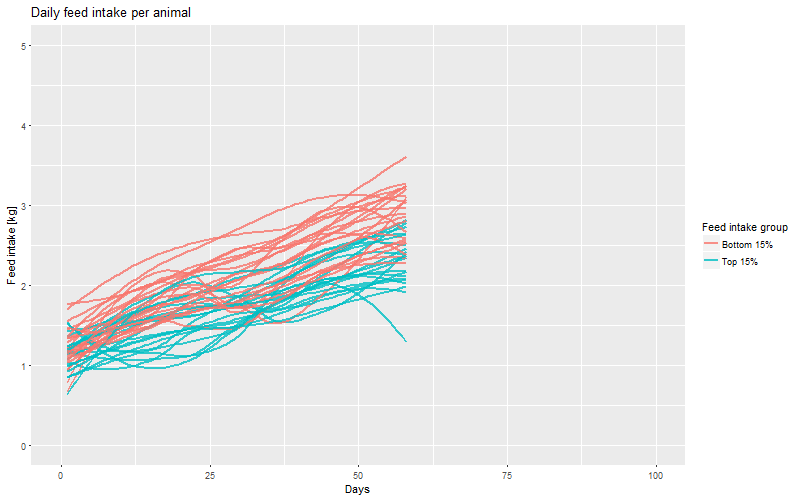 Daily feed intake per animal
5
4
3
2
1
0
Feed intake [kg]
0 25 50 75 100
Days
Feed intake group
Bottom 15%
Top 15%